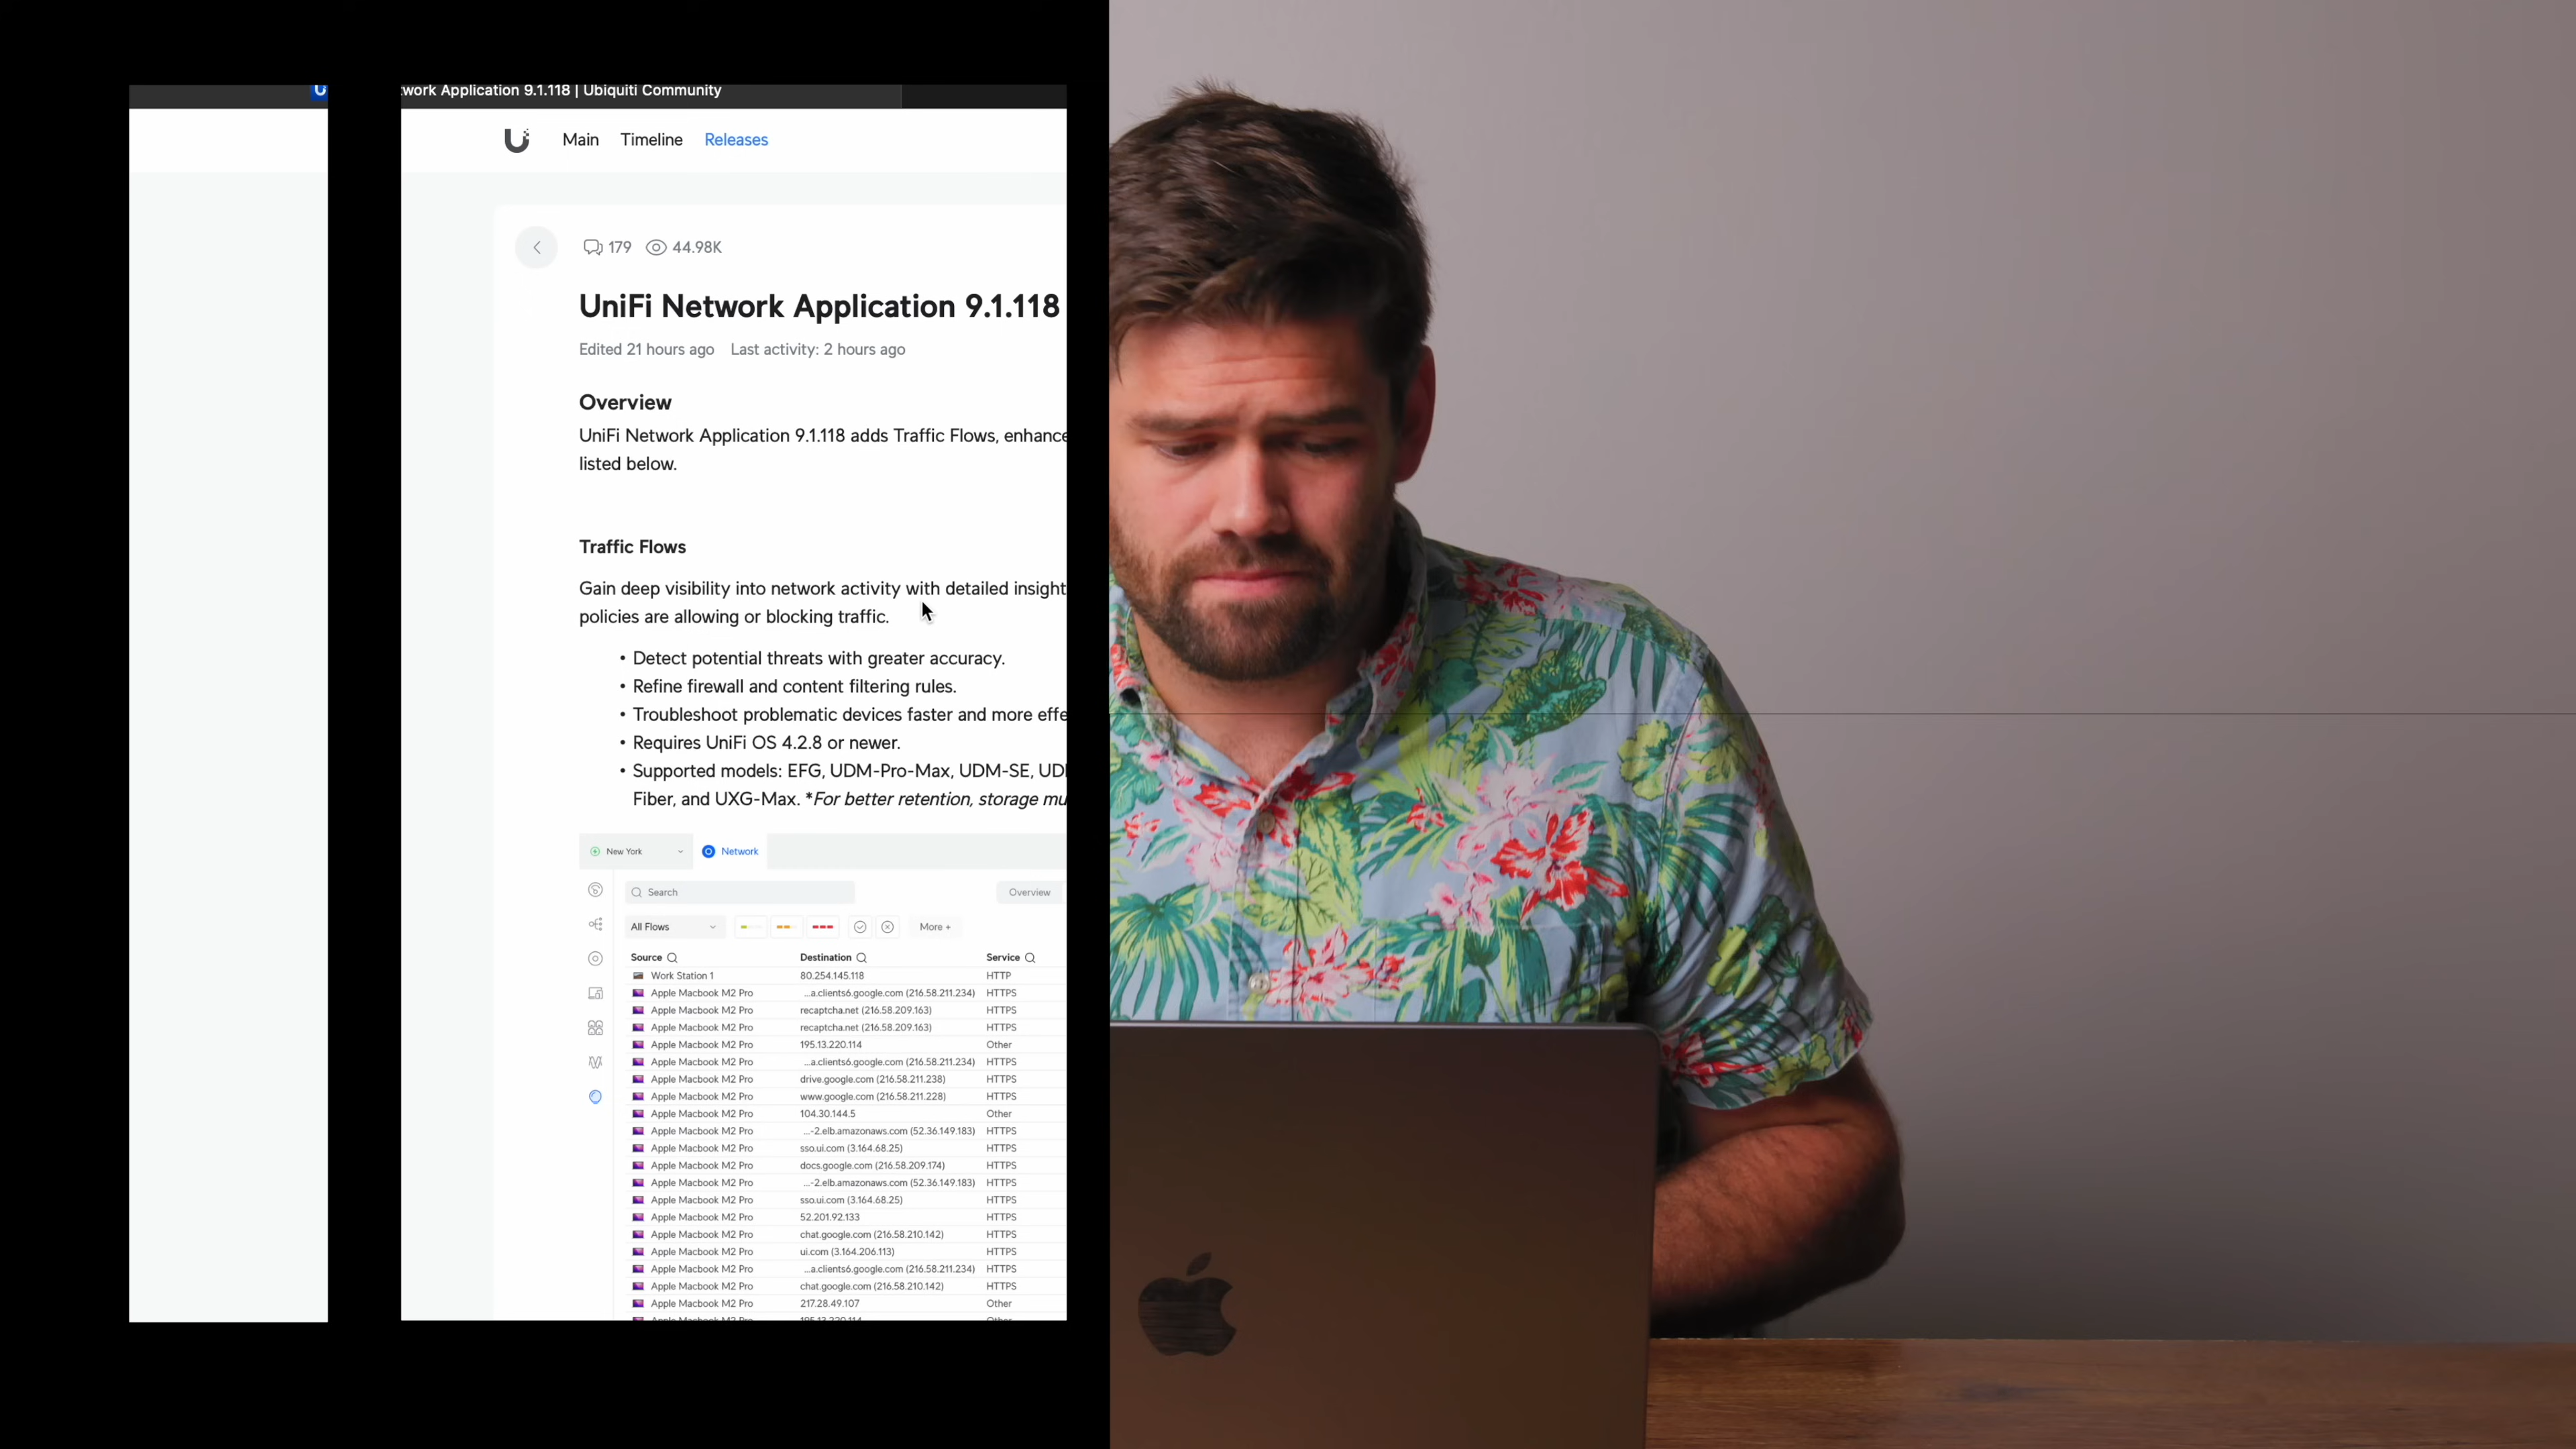 work Application 9.1.118 | Ubiquiti Community
Main Timeline Releases
179 44.98K
UniFi Network Application 9.1.118
Edited 21 hours ago Last activity: 2 hours ago
Overview
UniFi Network Application 9.1.118 adds Traffic Flows, enhance
listed below.
Traffic Flows
Gain deep visibility into network activity with detailed insight
policies are allowing or blocking traffic.
• Detect potential threats with greater accuracy.
• Refine firewall and content filtering rules.
• Troubleshoot problematic devices faster and more effe
• Requires UniFi OS 4.2.8 or newer.
• Supported models: EFG, UDM-Pro-Max, UDM-SE, UD
Fiber, and UXG-Max. *For better retention, storage mu
New York Network
Search Overview
All Flows More +
Source Destination Service
Work Station 1 80.254.145.118 HTTP
Apple Macbook M2 Pro ...a.clients6.google.com (216.58.211.234) HTTPS
Apple Macbook M2 Pro recaptcha.net (216.58.209.163) HTTPS
Apple Macbook M2 Pro recaptcha.net (216.58.209.163) HTTPS
Apple Macbook M2 Pro 195.13.220.114 Other
Apple Macbook M2 Pro ...a.clients6.google.com (216.58.211.234) HTTPS
Apple Macbook M2 Pro drive.google.com (216.58.211.238) HTTPS
Apple Macbook M2 Pro www.google.com (216.58.211.228) HTTPS
Apple Macbook M2 Pro 104.30.144.5 Other
Apple Macbook M2 Pro ...-2.elb.amazonaws.com (52.36.149.183) HTTPS
Apple Macbook M2 Pro sso.ui.com (3.164.68.25) HTTPS
Apple Macbook M2 Pro docs.google.com (216.58.209.174) HTTPS
Apple Macbook M2 Pro ...-2.elb.amazonaws.com (52.36.149.183) HTTPS
Apple Macbook M2 Pro sso.ui.com (3.164.68.25) HTTPS
Apple Macbook M2 Pro 52.201.92.133 HTTPS
Apple Macbook M2 Pro chat.google.com (216.58.210.142) HTTPS
Apple Macbook M2 Pro ui.com (3.164.206.113) HTTPS
Apple Macbook M2 Pro ...a.clients6.google.com (216.58.211.234) HTTPS
Apple Macbook M2 Pro chat.google.com (216.58.210.142) HTTPS
Apple Macbook M2 Pro 217.28.49.107 Other